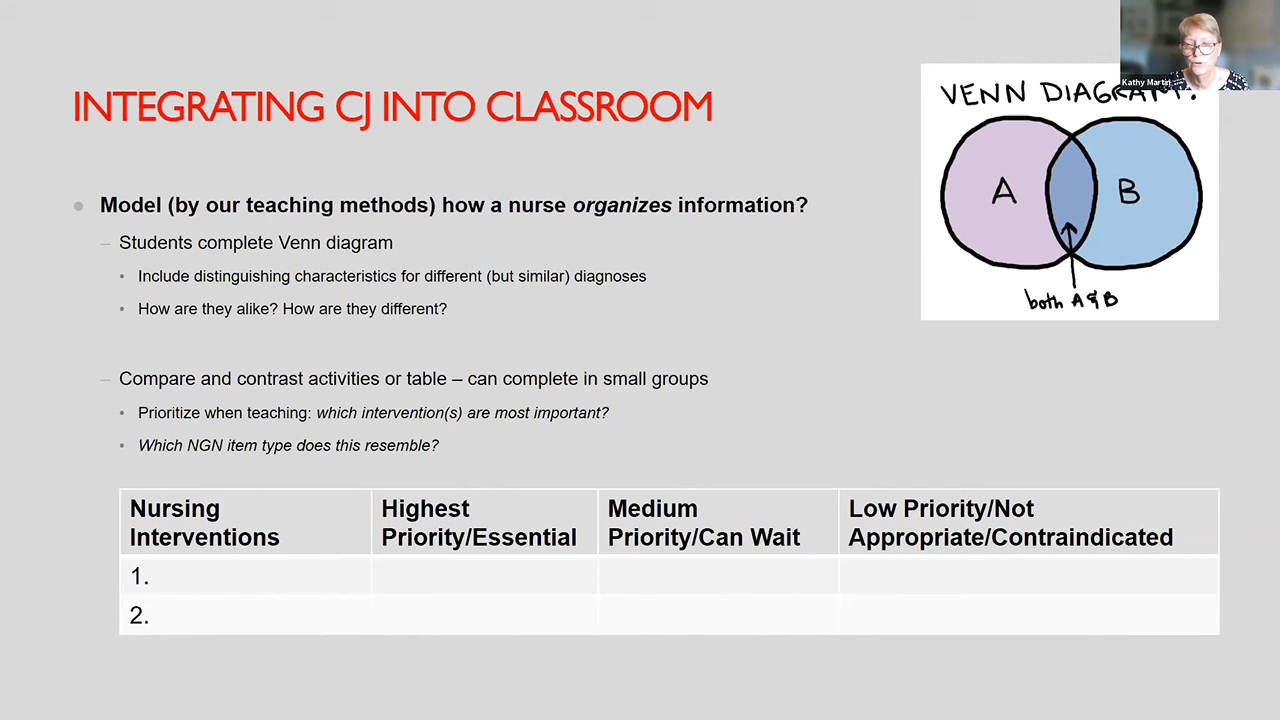 INTEGRATING CJ INTO CLASSROOM
Kathy Martin
VENN DIAGRAM:
A
B
both A & B
Model (by our teaching methods) how a nurse organizes information?
– Students complete Venn diagram
Include distinguishing characteristics for different (but similar) diagnoses
How are they alike? How are they different?
– Compare and contrast activities or table – can complete in small groups
Prioritize when teaching: which intervention(s) are most important?
Which NGN item type does this resemble?
Nursing Interventions
Highest Priority/Essential
Medium Priority/Can Wait
Low Priority/Not Appropriate/Contraindicated
1.
2.